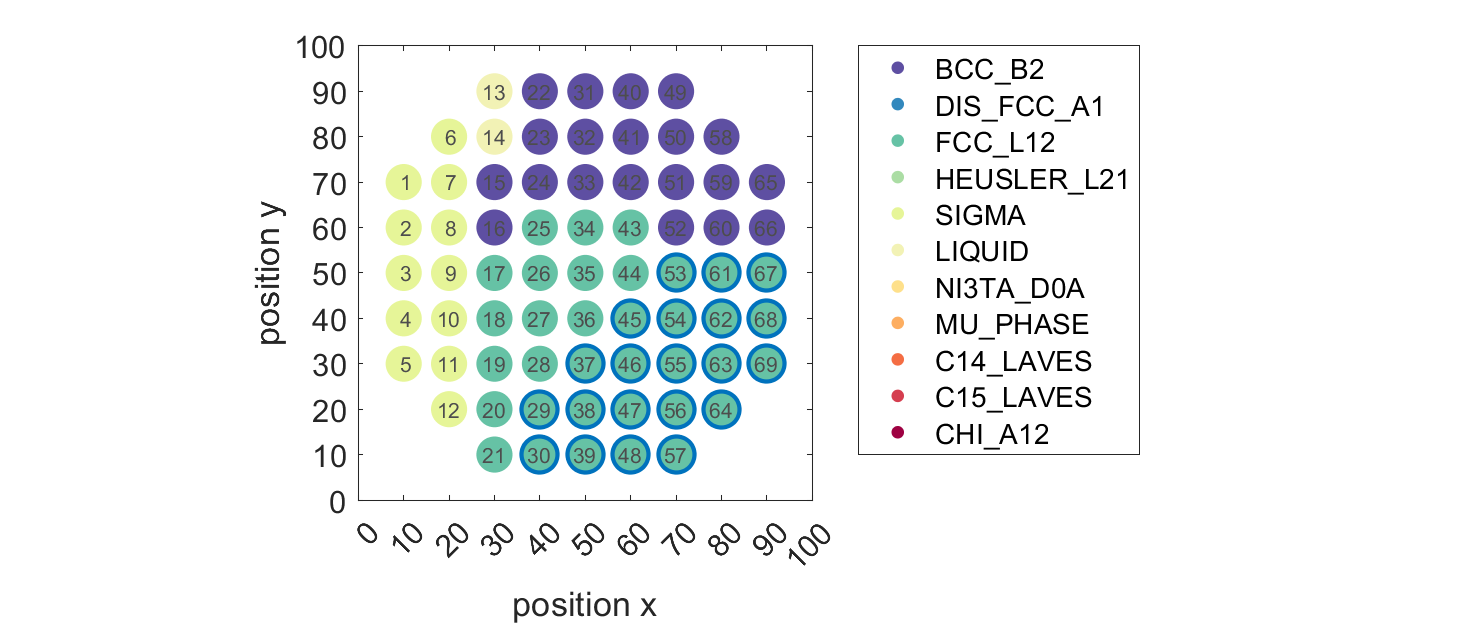 100
90 13 22 31 40 49
80 6 14 23 32 41 50 58
70 1 7 15 24 33 42 51 59 65
60 2 8 16 25 34 43 52 60 66
50 3 9 17 26 35 44 53 61 67
40 4 10 18 27 36 45 54 62 68
30 5 11 19 28 37 46 55 63 69
20 12 20 29 38 47 56 64
10 21 30 39 48 57
0
position y
0 10 20 30 40 50 60 70 80 90 100
position x
BCC_B2
DIS_FCC_A1
FCC_L12
HEUSLER_L21
SIGMA
LIQUID
NI3TA_D0A
MU_PHASE
C14_LAVES
C15_LAVES
CHI_A12